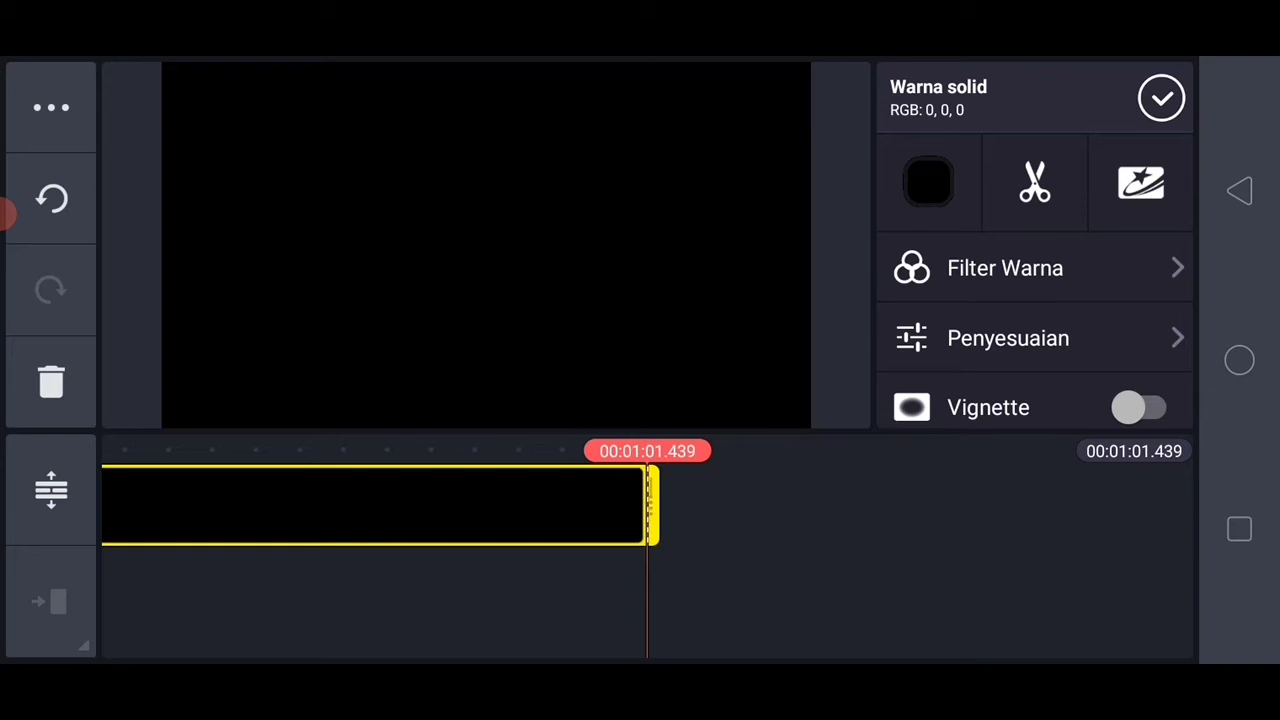 Warna solid
RGB: 0, 0, 0
Filter Warna
Penyesuaian
Vignette
00:01:01.439
00:01:01.439